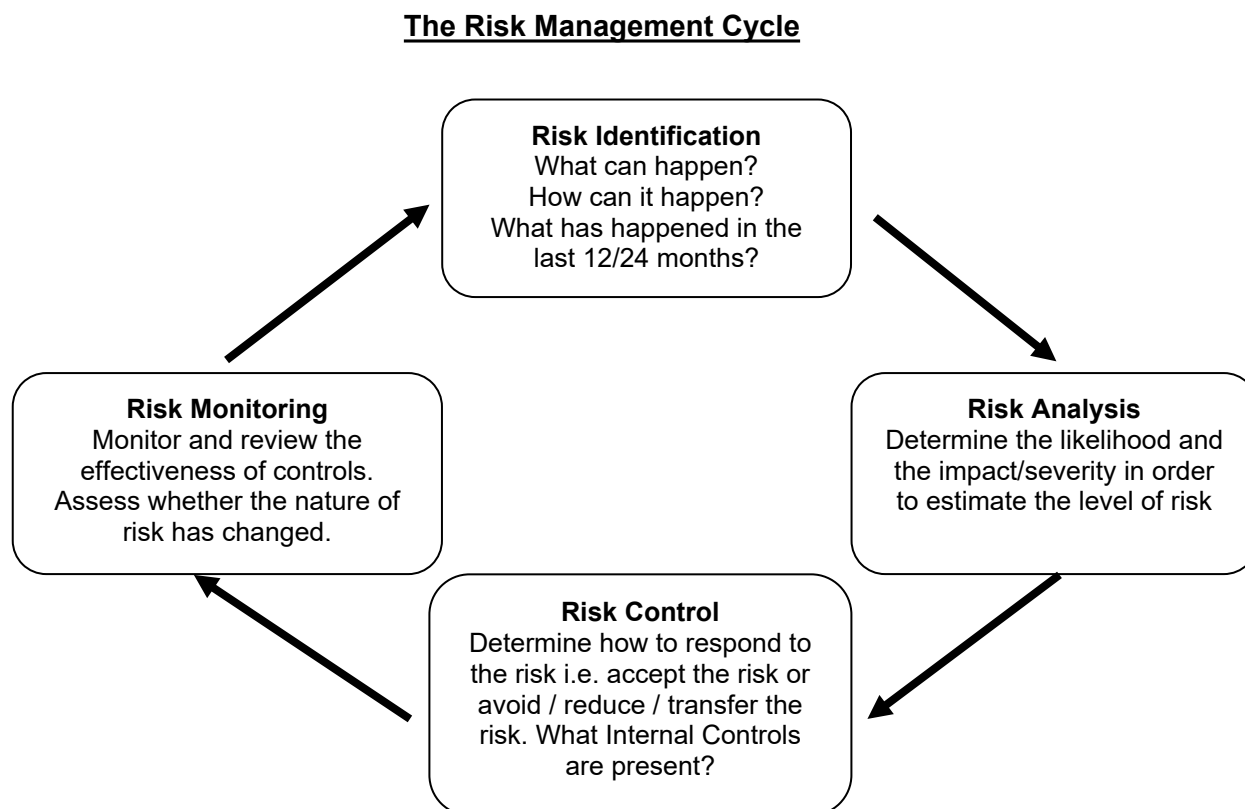 The Risk Management Cycle
Risk Identification
What can happen?
How can it happen?
What has happened in the
last 12/24 months?
Risk Analysis
Determine the likelihood and
the impact/severity in order
to estimate the level of risk
Risk Control
Determine how to respond to
the risk i.e. accept the risk or
avoid / reduce / transfer the
risk. What Internal Controls
are present?
Risk Monitoring
Monitor and review the
effectiveness of controls.
Assess whether the nature of
risk has changed.